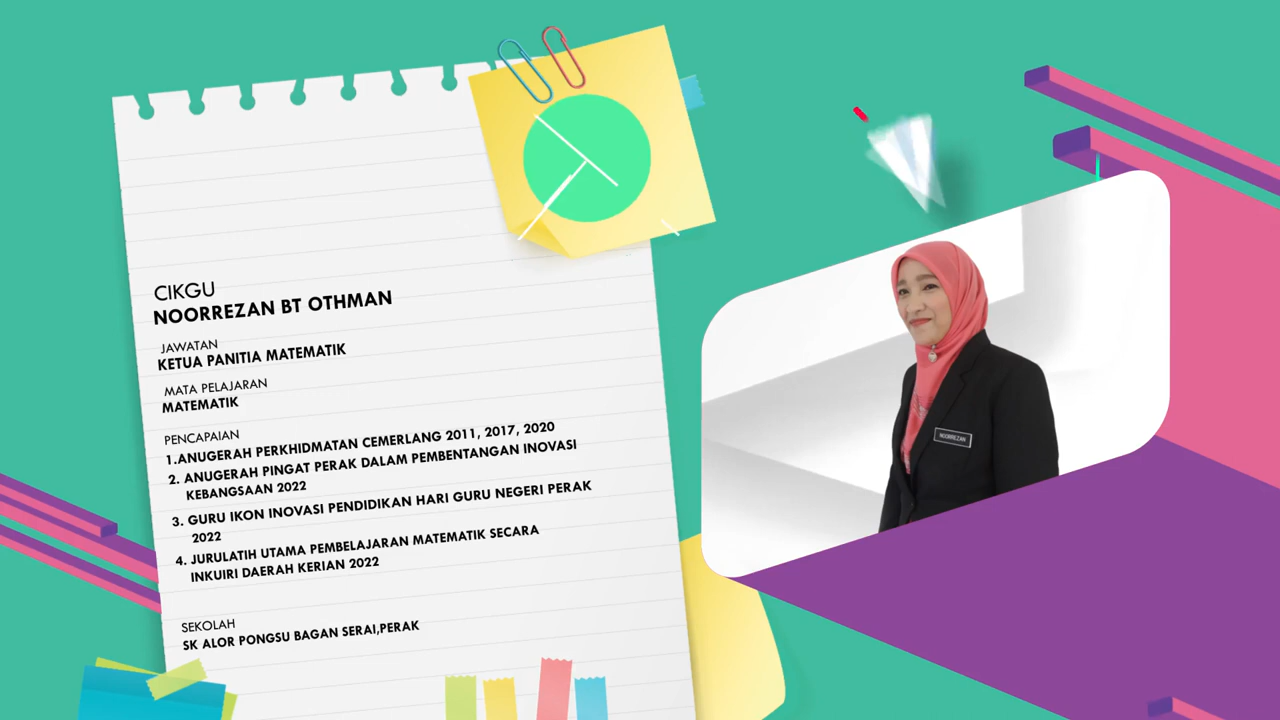 CIKGU
NOORREZAN BT OTHMAN
JAWATAN
KETUA PANITIA MATEMATIK
MATA PELAJARAN
MATEMATIK
PENCAPAIAN
1.ANUGERAH PERKHIDMATAN CEMERLANG 2011, 2017, 2020
2. ANUGERAH PINGAT PERAK DALAM PEMBENTANGAN INOVASI
KEBANGSAAN 2022
3. GURU IKON INOVASI PENDIDIKAN HARI GURU NEGERI PERAK
2022
4. JURULATIH UTAMA PEMBELAJARAN MATEMATIK SECARA
INKUIRI DAERAH KERIAN 2022
SEKOLAH
SK ALOR PONGSU BAGAN SERAI,PERAK
NOORREZAN